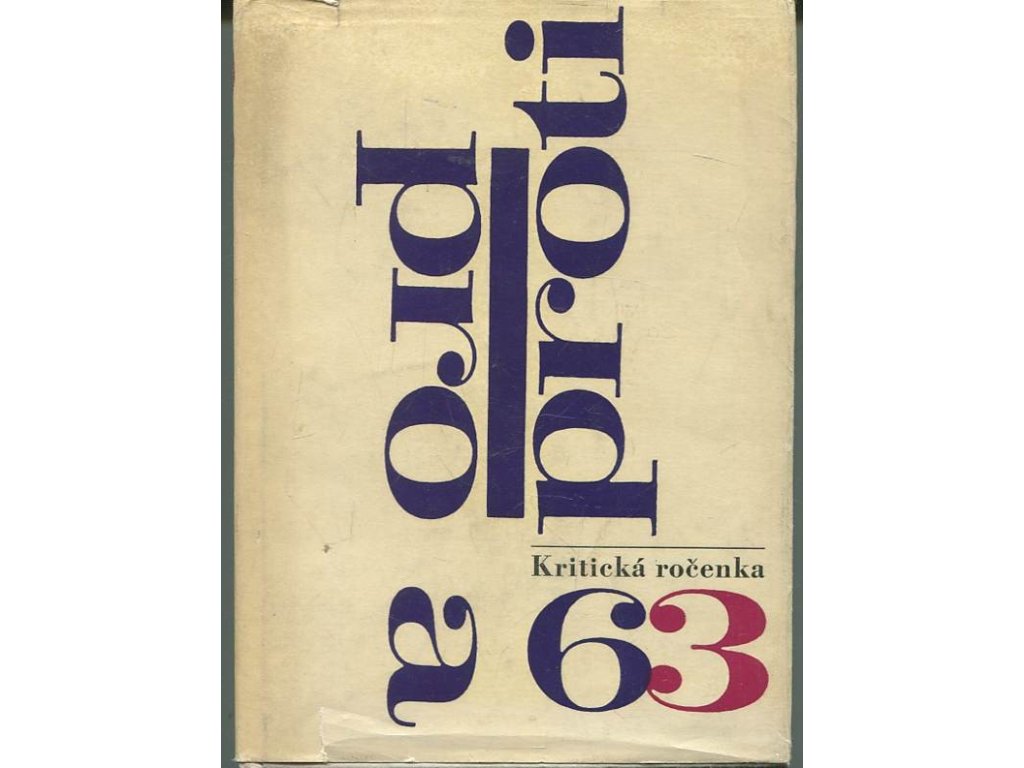 pro
a
proti
Kritická ročenka
63